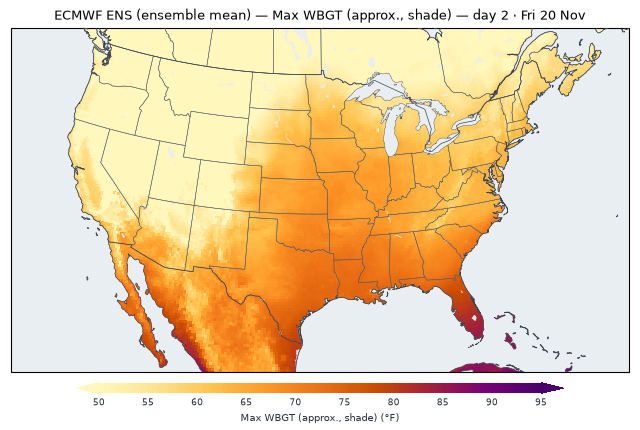 ECMWF ENS (ensemble mean) — Max WBGT (approx., shade) — day 2 · Fri 20 Nov
50 55 60 65 70 75 80 85 90 95
Max WBGT (approx., shade) (°F)